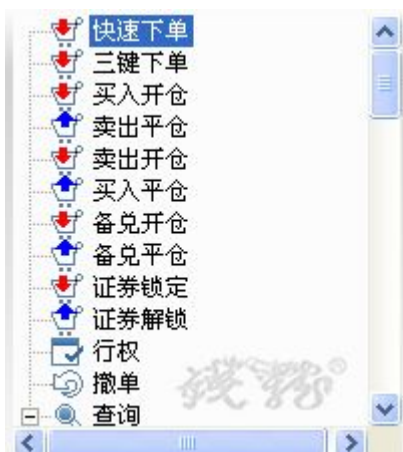 快速下单
三键下单
买入开仓
卖出平仓
卖出开仓
买入平仓
备兑开仓
备兑平仓
证券锁定
证券解锁
行权
撤单
查询